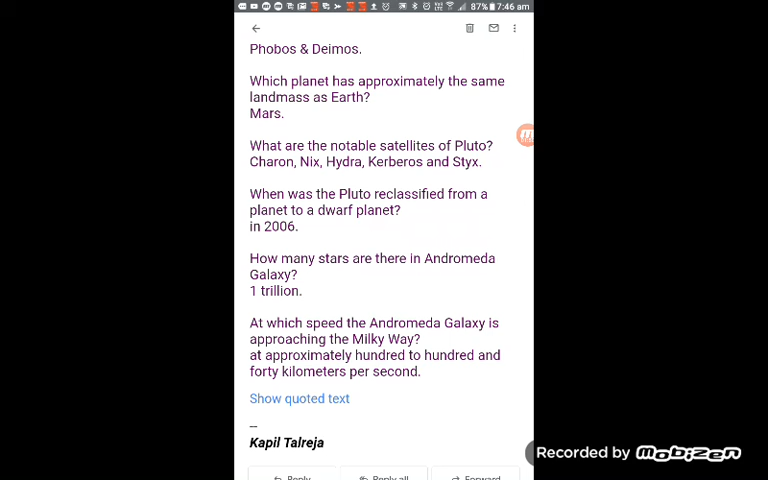 87% 7:46 am
Phobos & Deimos.
Which planet has approximately the same
landmass as Earth?
Mars.
What are the notable satellites of Pluto?
Charon, Nix, Hydra, Kerberos and Styx.
When was the Pluto reclassified from a
planet to a dwarf planet?
in 2006.
How many stars are there in Andromeda
Galaxy?
1 trillion.
At which speed the Andromeda Galaxy is
approaching the Milky Way?
at approximately hundred to hundred and
forty kilometers per second.
Show quoted text
--
Kapil Talreja
Reply Reply all Forward
Recorded by mobizen